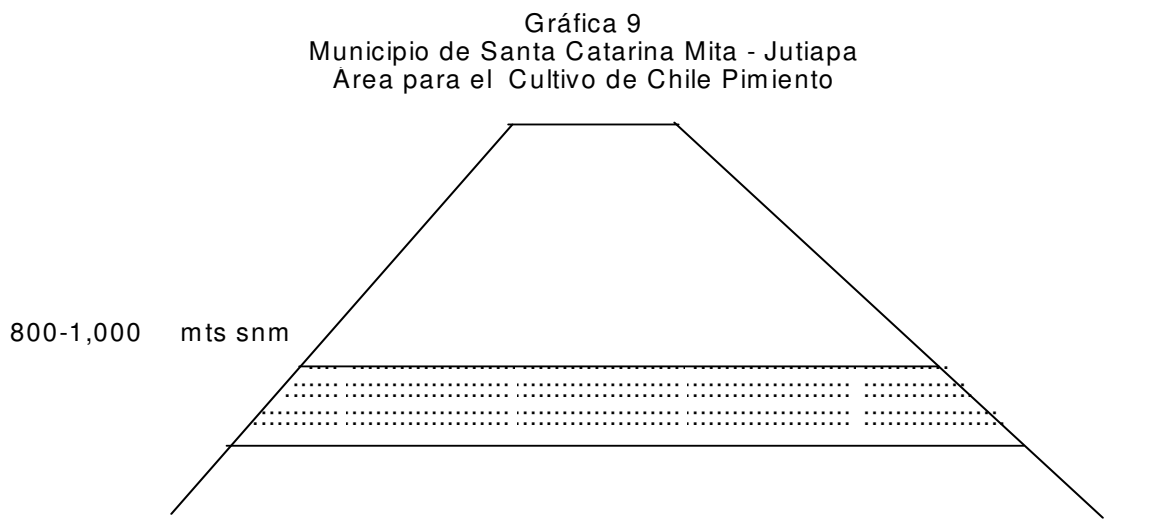 Gráfica 9
Municipio de Santa Catarina Mita - Jutiapa
Área para el Cultivo de Chile Pimiento
800-1,000 mts snm